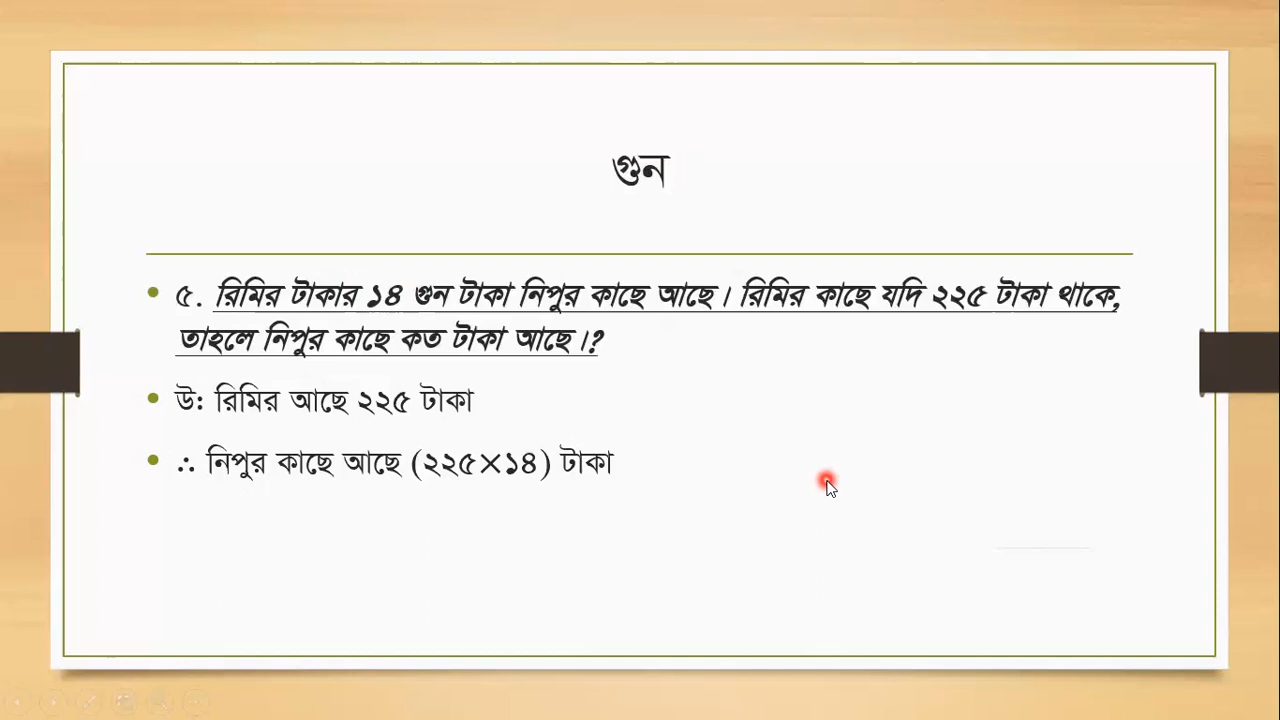 গুন
৫. রিমির টাকার ১৪ গুন টাকা নিপুর কাছে আছে। রিমির কাছে যদি ২২৫ টাকা থাকে,
তাহলে নিপুর কাছে কত টাকা আছে।?
উ: রিমির আছে ২২৫ টাকা
∴ নিপুর কাছে আছে (২২৫×১৪) টাকা